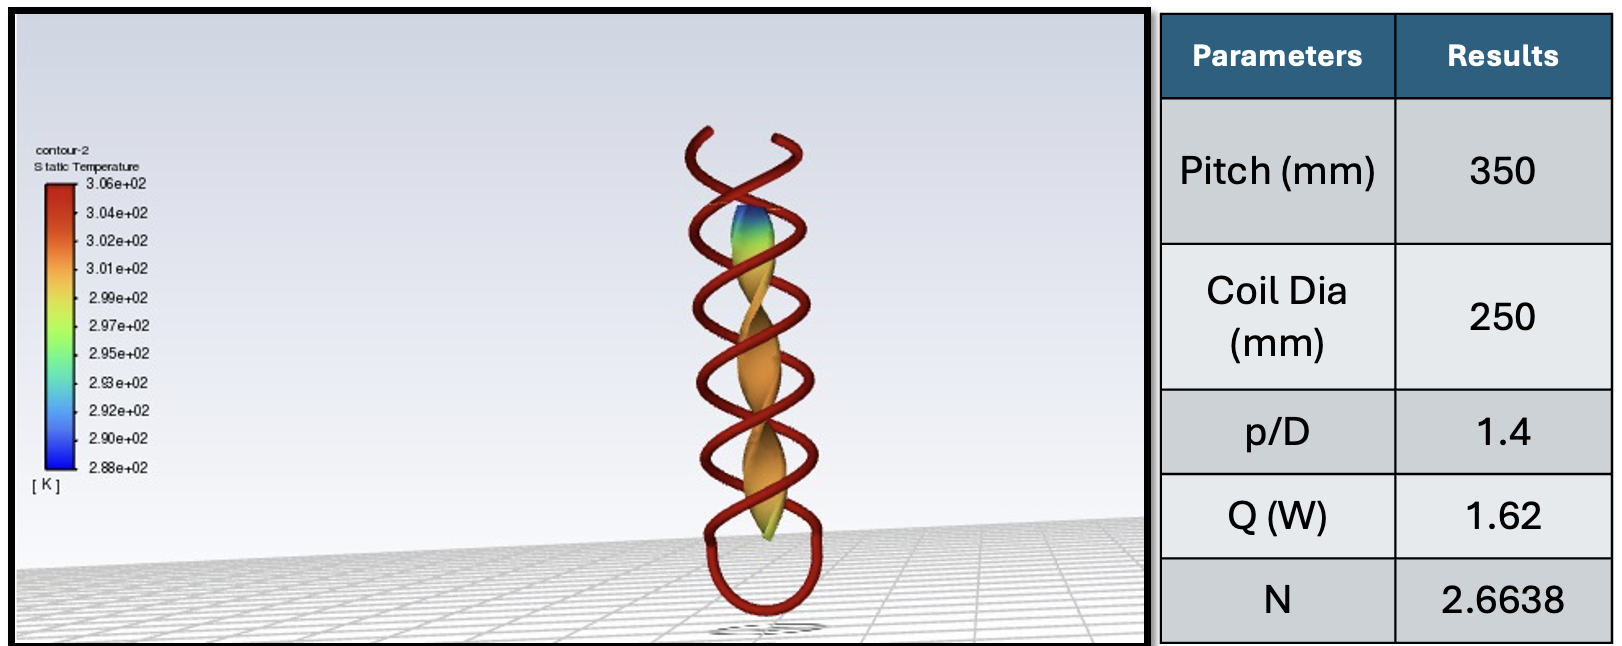 contour-2
Static Temperature
3.06e+02
3.04e+02
3.02e+02
3.01e+02
2.99e+02
2.97e+02
2.95e+02
2.93e+02
2.92e+02
2.90e+02
2.88e+02
[ K ]
Parameters Results
Pitch (mm) 350
Coil Dia
(mm) 250
p/D 1.4
Q (W) 1.62
N 2.6638